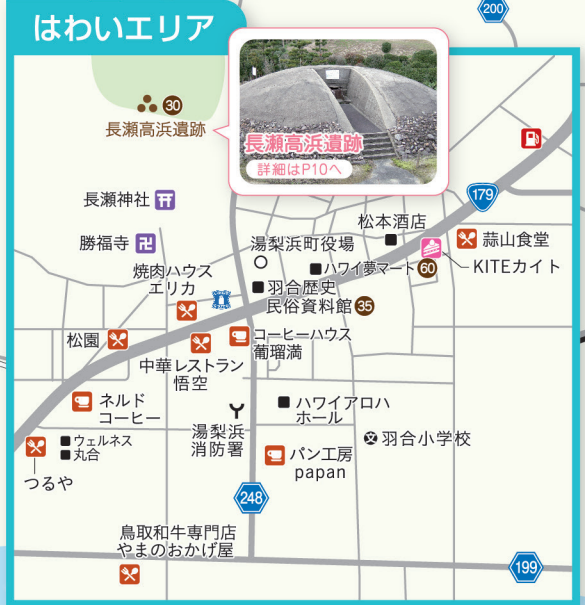 はわいエリア
200
30
長瀬高浜遺跡
長瀬高浜遺跡
詳細はP10へ
179
長瀬神社
松本酒店
勝福寺
湯梨浜町役場
蒜山食堂
KITEカイト
ハワイ夢マート 60
焼肉ハウス
エリカ
羽合歴史
民俗資料館 35
松園
コーヒーハウス
葡瑠満
中華レストラン
悟空
ネルド
コーヒー
湯梨浜
消防署
ハワイアロハ
ホール
文 羽合小学校
ウェルネス
丸合
つるや
パン工房
papan
248
鳥取和牛専門店
やまのおかげ屋
199